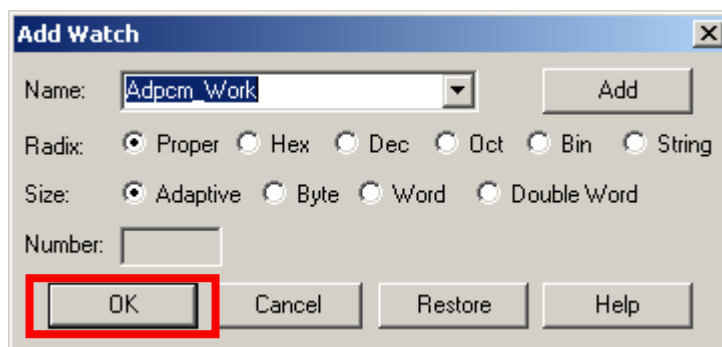 Add Watch
Name: Adpcm_Work Add
Radix: Proper Hex Dec Oct Bin String
Size: Adaptive Byte Word Double Word
Number:
OK Cancel Restore Help